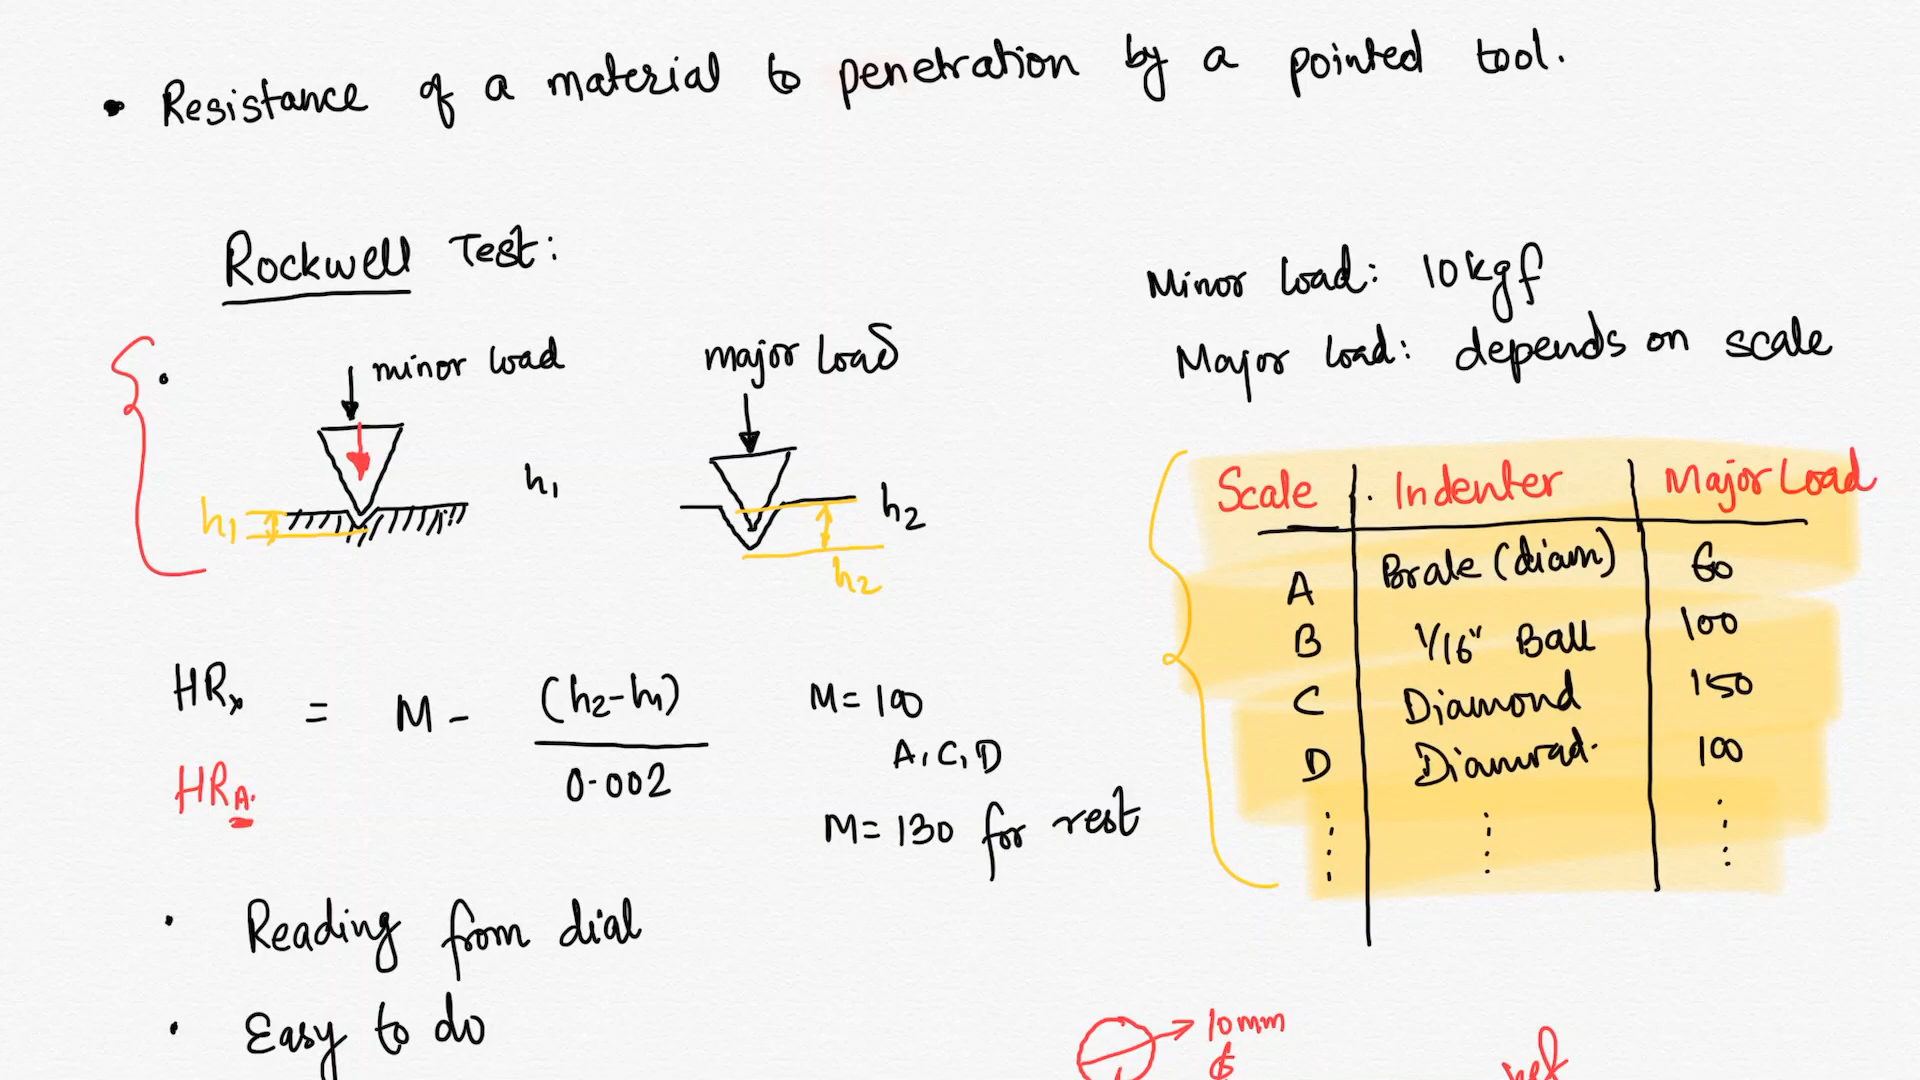 • Resistance of a material to penetration by a pointed tool.
Rockwell Test:
minor load
h₁
h₁
major load
h₂
h₂
Minor load: 10kgf
Major load: depends on scale
Scale | Indenter | Major Load
A | Brale (diam) | 60
B | 1/16" Ball | 100
C | Diamond | 150
D | 100
HRₓ = M - (h₂-h₁) / 0.002
HR_A.
M = 100
A, C, D
M = 130 for rest
• Reading from dial
• Easy to do
10mm